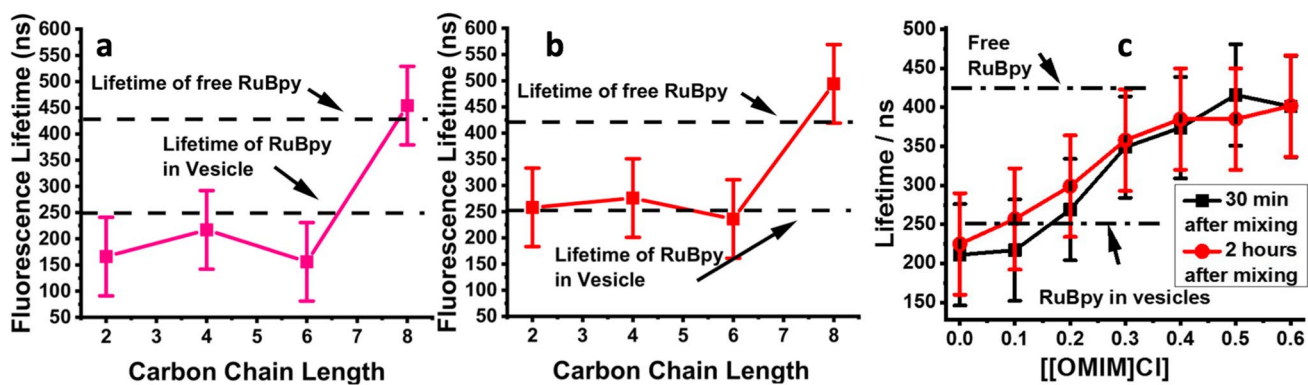 a
Fluorescence Lifetime (ns)
600
550
500
450
400
350
300
250
200
150
100
50
Lifetime of free RuBpy
Lifetime of RuBpy
in Vesicle
2 3 4 5 6 7 8
Carbon Chain Length
b
Fluorescence Lifetime (ns)
600
550
500
450
400
350
300
250
200
150
100
50
Lifetime of free RuBpy
Lifetime of RuBpy
in Vesicle
2 3 4 5 6 7 8
Carbon Chain Length
c
Lifetime / ns
500
450
400
350
300
250
200
150
Free
RuBpy
30 min
after mixing
2 hours
after mixing
RuBpy in vesicles
0.0 0.1 0.2 0.3 0.4 0.5 0.6
[[OMIM]Cl]